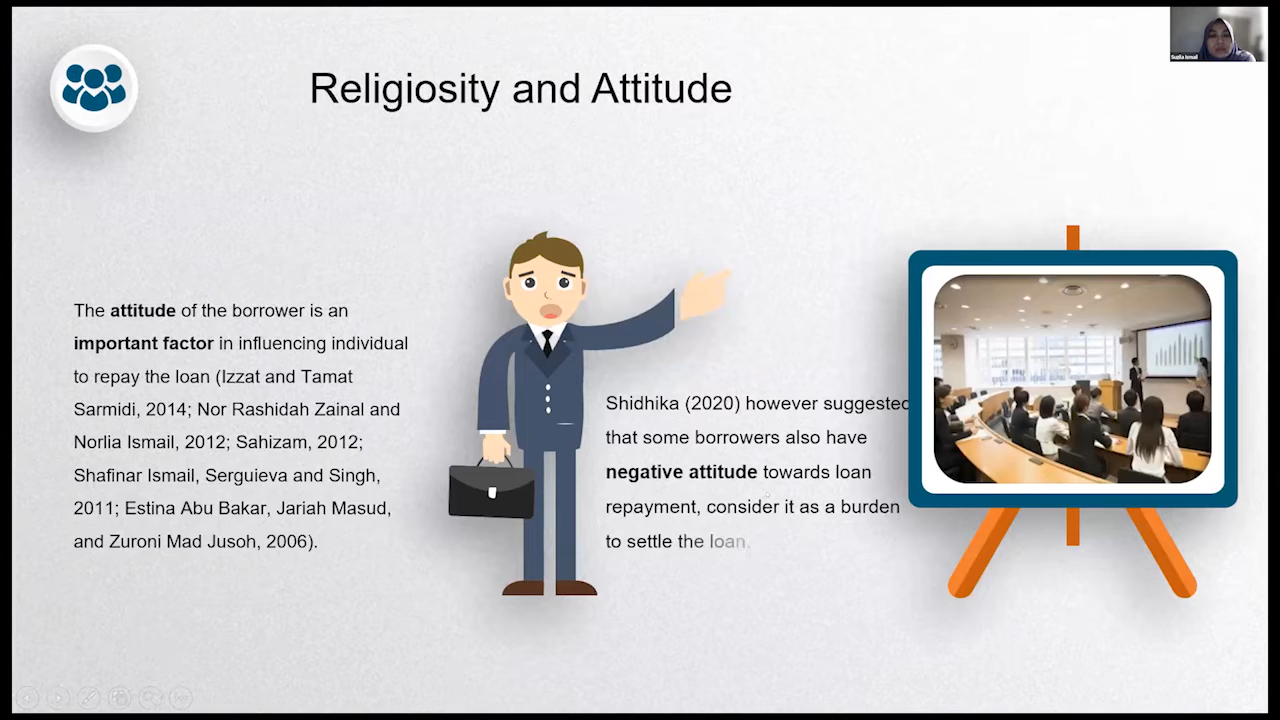 Religiosity and Attitude
Suzila Ismail
The attitude of the borrower is an
important factor in influencing individual
to repay the loan (Izzat and Tamat
Sarmidi, 2014; Nor Rashidah Zainal and
Norlia Ismail, 2012; Sahizam, 2012;
Shafinar Ismail, Serguieva and Singh,
2011; Estina Abu Bakar, Jariah Masud,
and Zuroni Mad Jusoh, 2006).
Shidhika (2020) however suggested
that some borrowers also have
negative attitude towards loan
repayment, consider it as a burden
to settle the loan.